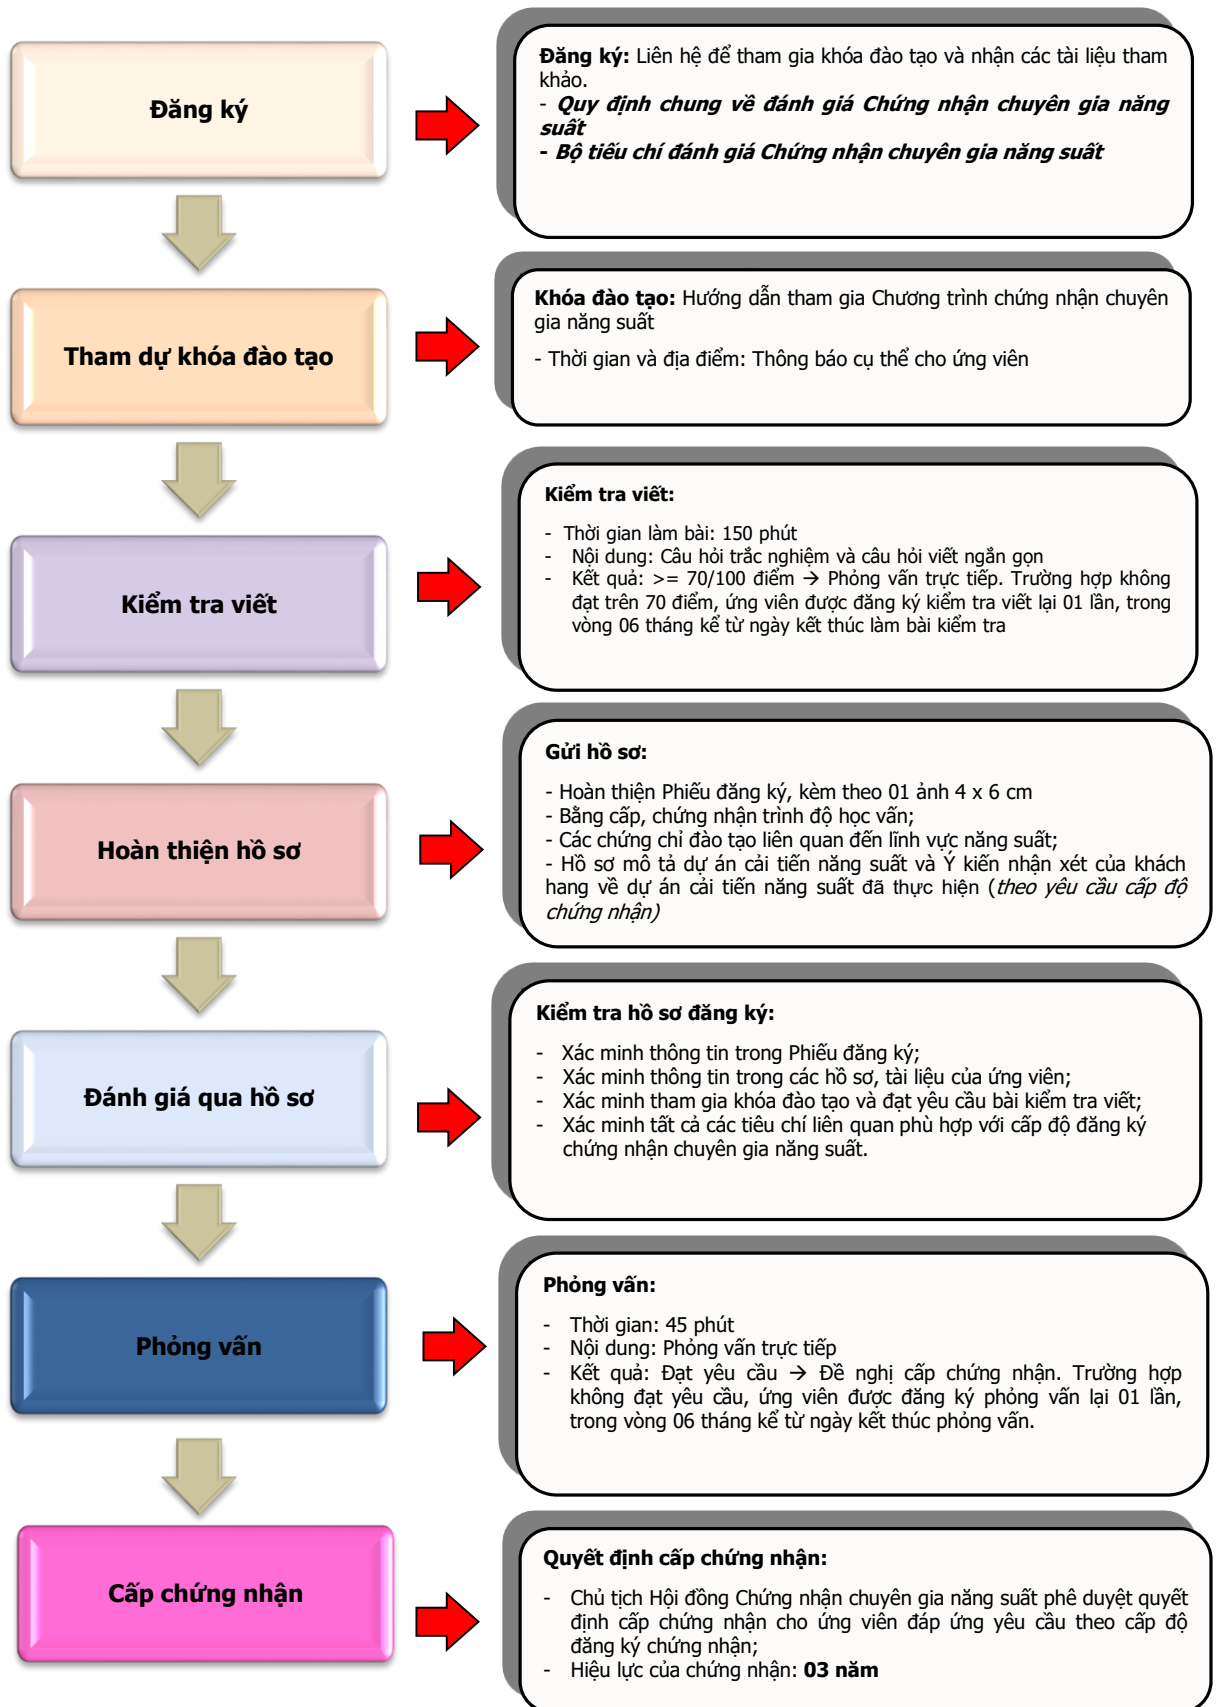 Đăng ký
Đăng ký: Liên hệ để tham gia khóa đào tạo và nhận các tài liệu tham
khảo.
- Quy định chung về đánh giá Chứng nhận chuyên gia năng
suất
- Bộ tiêu chí đánh giá Chứng nhận chuyên gia năng suất
Tham dự khóa đào tạo
Khóa đào tạo: Hướng dẫn tham gia Chương trình chứng nhận chuyên
gia năng suất
- Thời gian và địa điểm: Thông báo cụ thể cho ứng viên
Kiểm tra viết
Kiểm tra viết:
- Thời gian làm bài: 150 phút
- Nội dung: Câu hỏi trắc nghiệm và câu hỏi viết ngắn gọn
- Kết quả: >= 70/100 điểm → Phỏng vấn trực tiếp. Trường hợp không
đạt trên 70 điểm, ứng viên được đăng ký kiểm tra viết lại 01 lần, trong
vòng 06 tháng kể từ ngày kết thúc làm bài kiểm tra
Hoàn thiện hồ sơ
Gửi hồ sơ:
- Hoàn thiện Phiếu đăng ký, kèm theo 01 ảnh 4 x 6 cm
- Bằng cấp, chứng nhận trình độ học vấn;
- Các chứng chỉ đào tạo liên quan đến lĩnh vực năng suất;
- Hồ sơ mô tả dự án cải tiến năng suất và Ý kiến nhận xét của khách
hang về dự án cải tiến năng suất đã thực hiện (theo yêu cầu cấp độ
chứng nhận)
Đánh giá qua hồ sơ
Kiểm tra hồ sơ đăng ký:
- Xác minh thông tin trong Phiếu đăng ký;
- Xác minh thông tin trong các hồ sơ, tài liệu của ứng viên;
- Xác minh tham gia khóa đào tạo và đạt yêu cầu bài kiểm tra viết;
- Xác minh tất cả các tiêu chí liên quan phù hợp với cấp độ đăng ký
chứng nhận chuyên gia năng suất.
Phỏng vấn
Phỏng vấn:
- Thời gian: 45 phút
- Nội dung: Phỏng vấn trực tiếp
- Kết quả: Đạt yêu cầu → Đề nghị cấp chứng nhận. Trường hợp
không đạt yêu cầu, ứng viên được đăng ký phỏng vấn lại 01 lần,
trong vòng 06 tháng kể từ ngày kết thúc phỏng vấn.
Cấp chứng nhận
Quyết định cấp chứng nhận:
- Chủ tịch Hội đồng Chứng nhận chuyên gia năng suất phê duyệt quyết
định cấp chứng nhận cho ứng viên đáp ứng yêu cầu theo cấp độ
đăng ký chứng nhận;
- Hiệu lực của chứng nhận: 03 năm